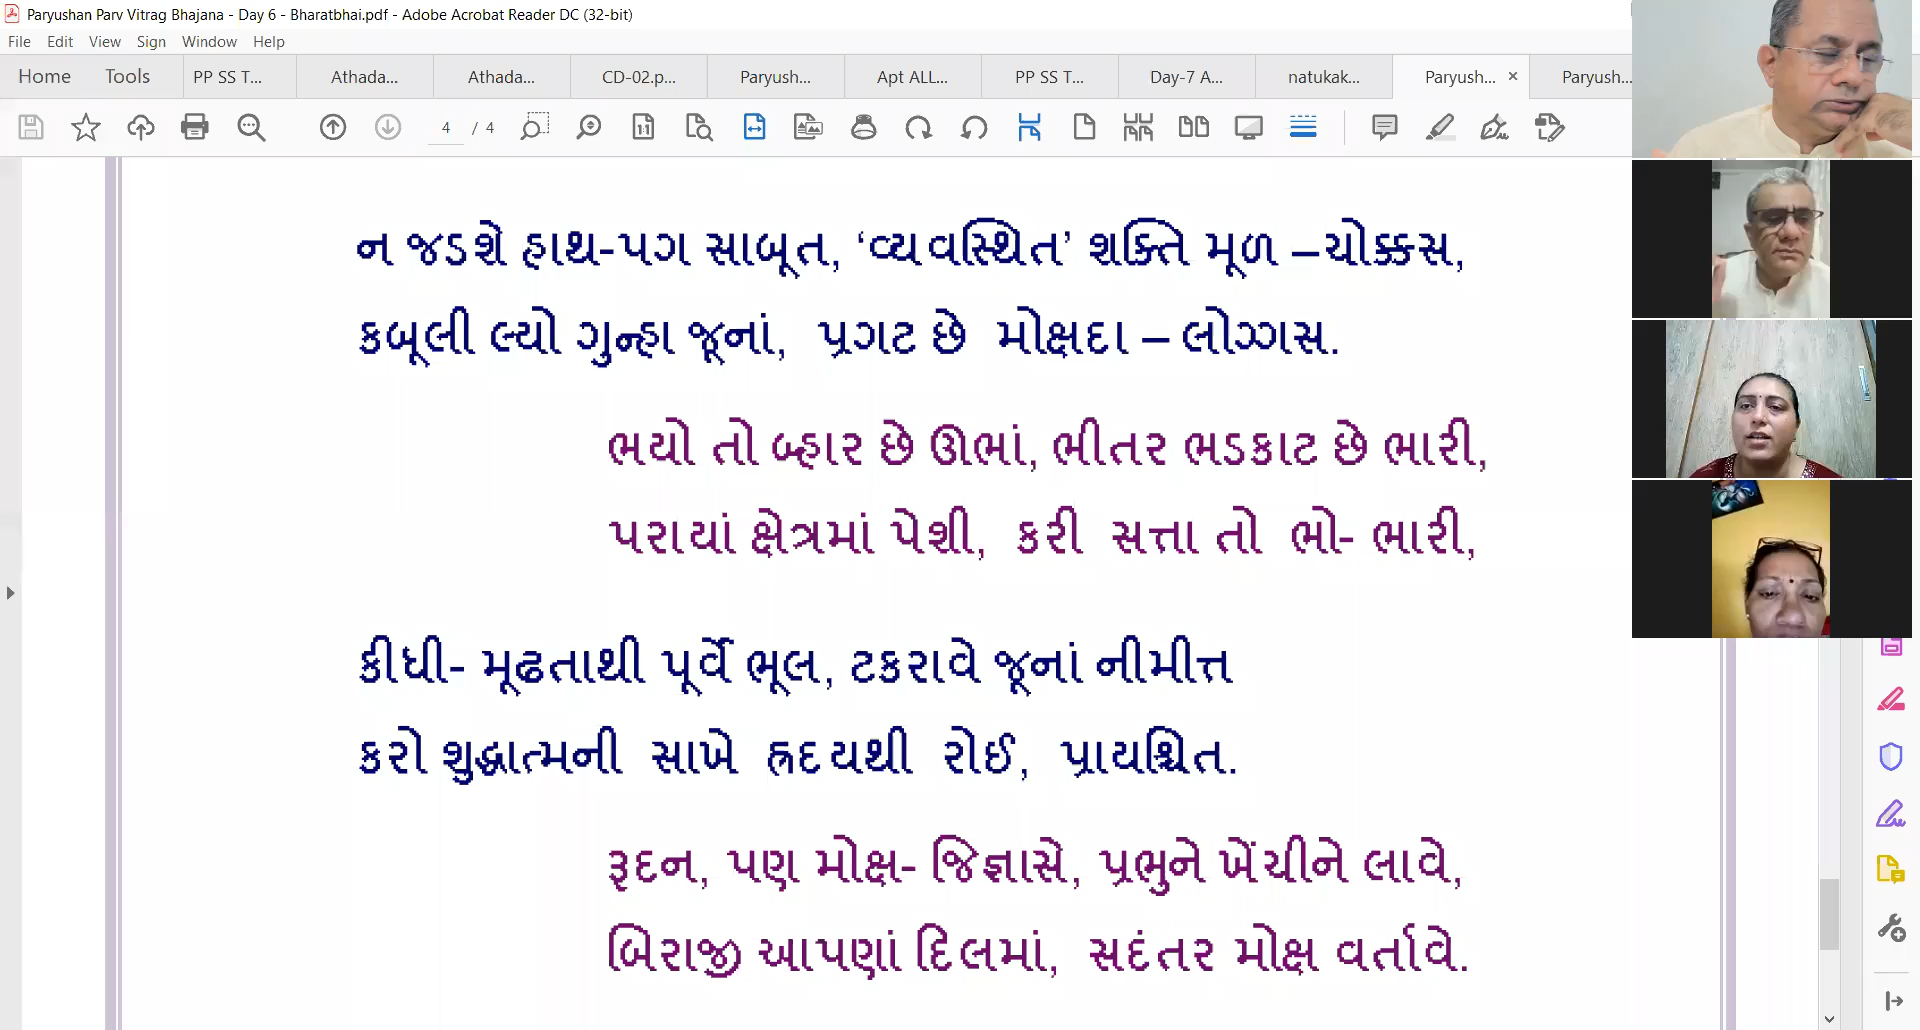 Paryushan Parv Vitrag Bhajana - Day 6 - Bharatbhai.pdf - Adobe Acrobat Reader DC (32-bit)
File Edit View Sign Window Help
Home Tools PP SS T... Athada... Athada... CD-02.p... Paryush... Apt ALL... PP SS T... Day-7 A... natukak... Paryush... × Paryush...
4 / 4
ન જડશે હાથ-પગ સાબૂત, ‘વ્યવસ્થિત’ શક્તિ મૂળ –ચોક્કસ,
કબૂલી લ્યો ગુન્હા જૂનાં, પ્રગટ છે મોક્ષદા – લોગ્ગસ.
ભયો તો બ્હાર છે ઊભાં, ભીતર ભડકાટ છે ભારી,
પરાયાં ક્ષેત્રમાં પેશી, કરી સત્તા તો ભો- ભારી,
કીધી- મૂઢતાથી પૂર્વે ભૂલ, ટકરાવે જૂનાં નીમીત્ત
કરો શુદ્ધાત્મની સાખે હ્રદયથી રોઈ, પ્રાયશ્ચિત.
રૂદન, પણ મોક્ષ- જિજ્ઞાસે, પ્રભુને ખેંચીને લાવે,
બિરાજી આપણાં દિલમાં, સદંતર મોક્ષ વર્તાવે.